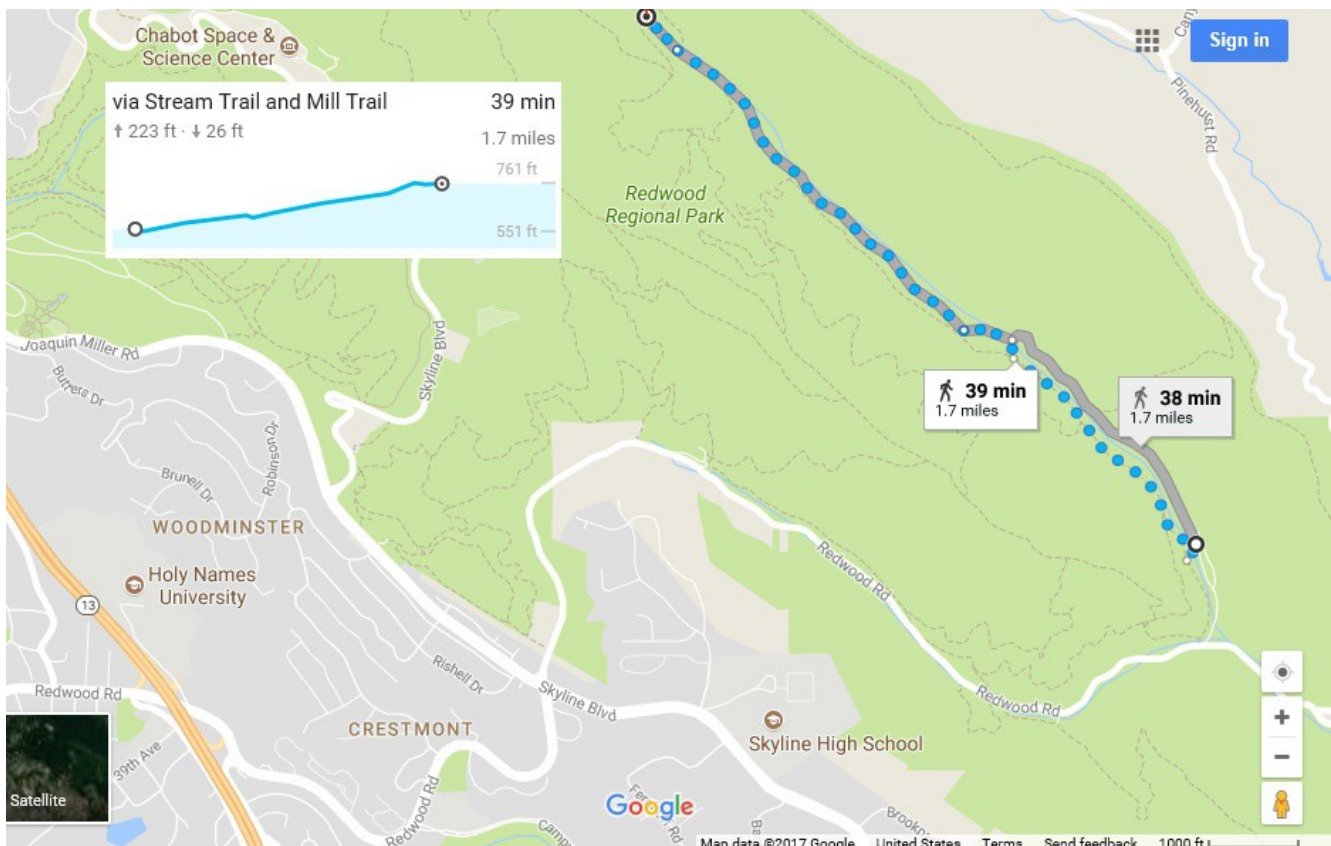 Chabot Space &
Science Center
Sign in
Pinehurst Rd
via Stream Trail and Mill Trail
39 min
↑ 223 ft · ↓ 26 ft
1.7 miles
761 ft
551 ft
Redwood
Regional Park
Joaquin Miller Rd
Butters Dr
Skyline Blvd
39 min
1.7 miles
38 min
1.7 miles
Robinson Dr
Brunell Dr
WOODMINSTER
Holy Names
University
13
Redwood Rd
Rishell Dr
Skyline Blvd
Redwood Rd
Redwood Rd
CRESTMONT
Skyline High School
39th Ave
Redwood Rd
Satellite
Google
Map data ©2017 Google
United States
Terms
Send feedback
1000 ft